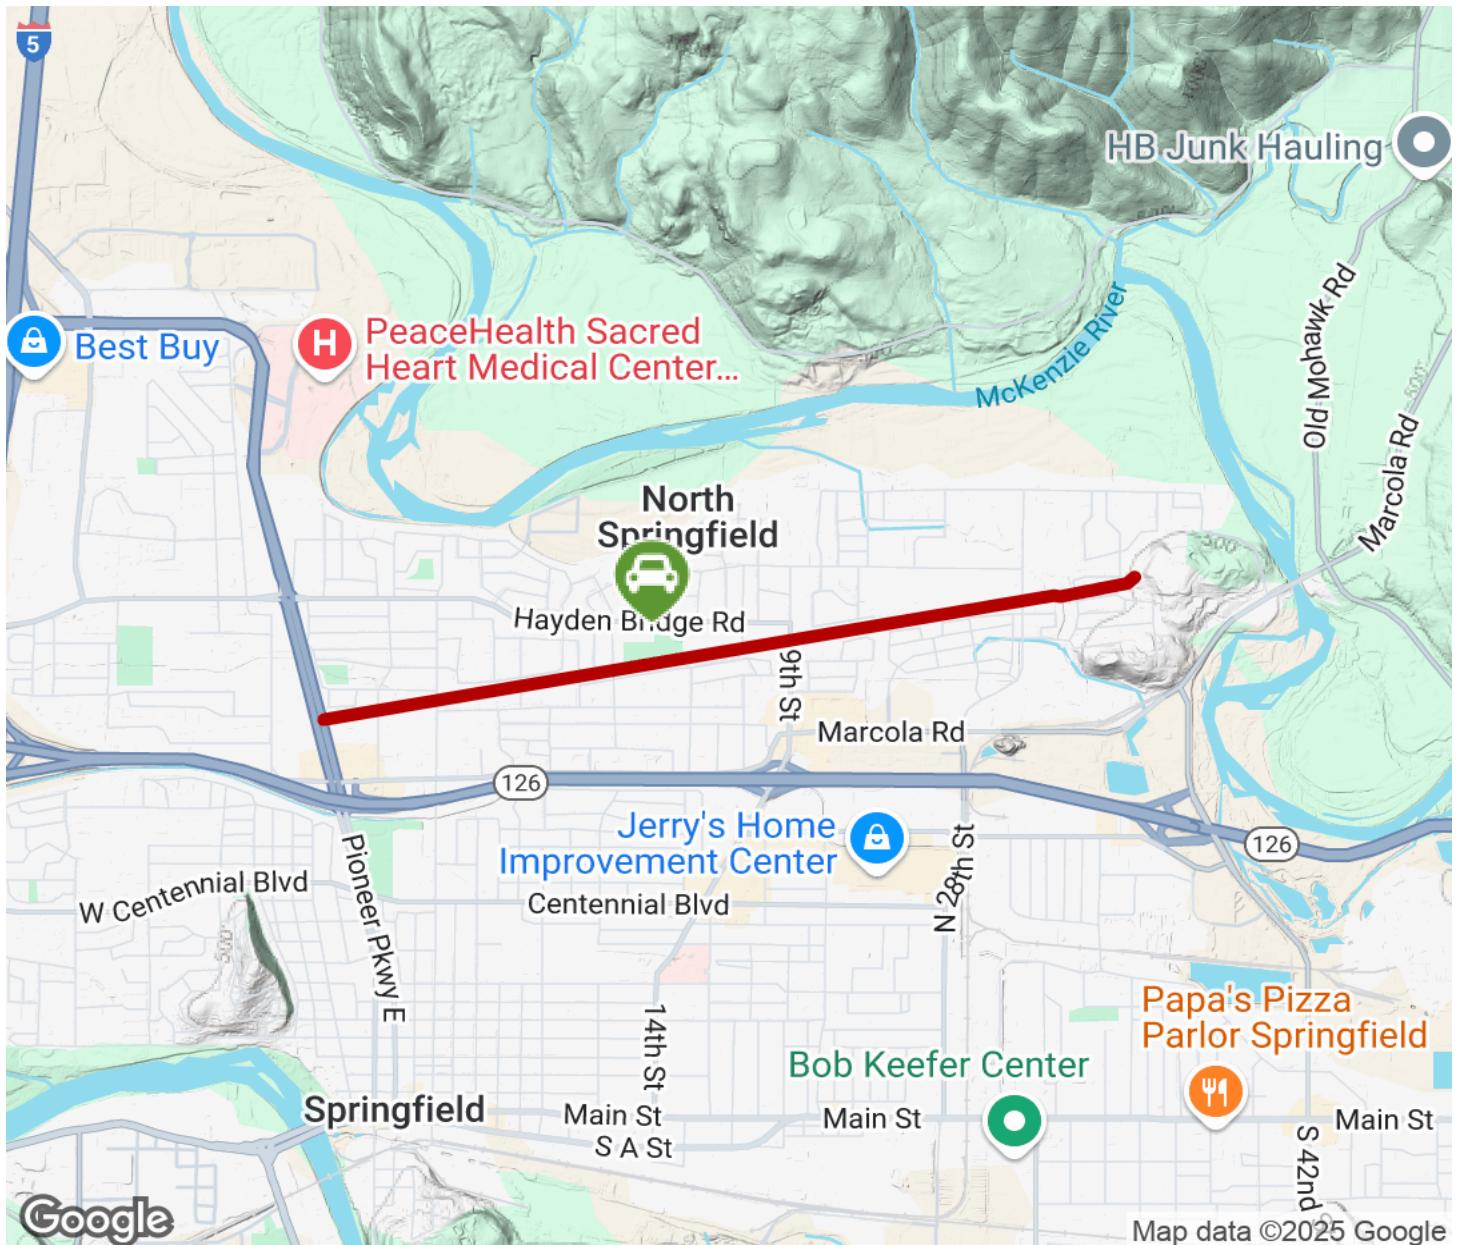 5
HB Junk Hauling
Old Mohawk Rd
McKenzie River
Best Buy
H
PeaceHealth Sacred
Heart Medical Center...
500
Marcola Rd
North
Springfield
500
Hayden Bridge Rd
9th St
Marcola Rd
126
Jerry's Home
Improvement Center
126
N 28th St
Pioneer Pkwy E
W Centennial Blvd
Centennial Blvd
500
14th St
Papa's Pizza
Parlor Springfield
Bob Keefer Center
Springfield
Main St
Main St
Main St
S A St
S 42nd
Google
Map data ©2025 Google